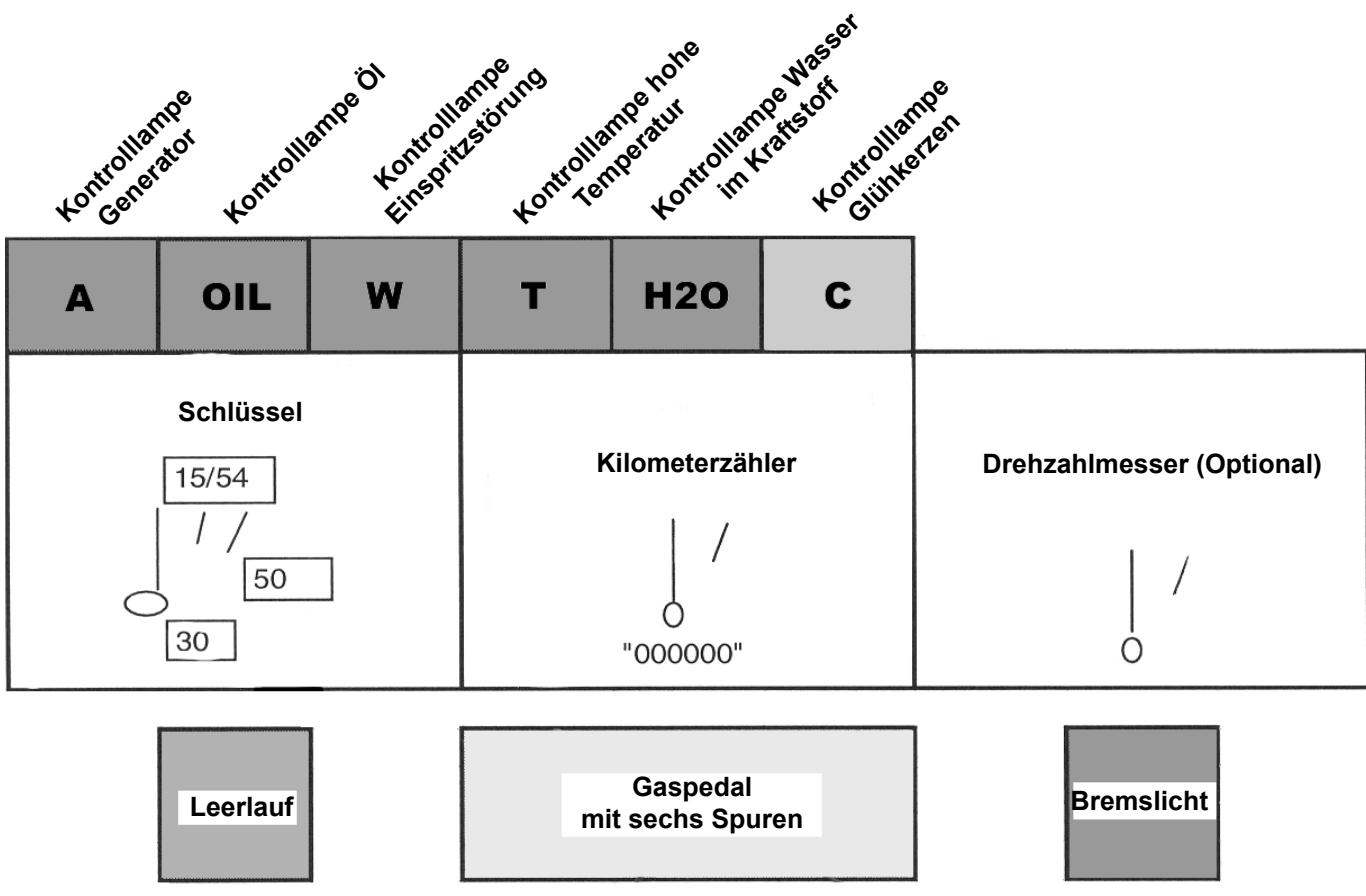 Kontrolllampe
Generator
Kontrolllampe Öl
Kontrolllampe
Einspritzstörung
Kontrolllampe hohe
Temperatur
Kontrolllampe Wasser
im Kraftstoff
Kontrolllampe
Glühkerzen
A OIL W T H2O C
Schlüssel
15/54
50
30
Kilometerzähler
"000000"
Drehzahlmesser (Optional)
Leerlauf
Gaspedal
mit sechs Spuren
Bremslicht